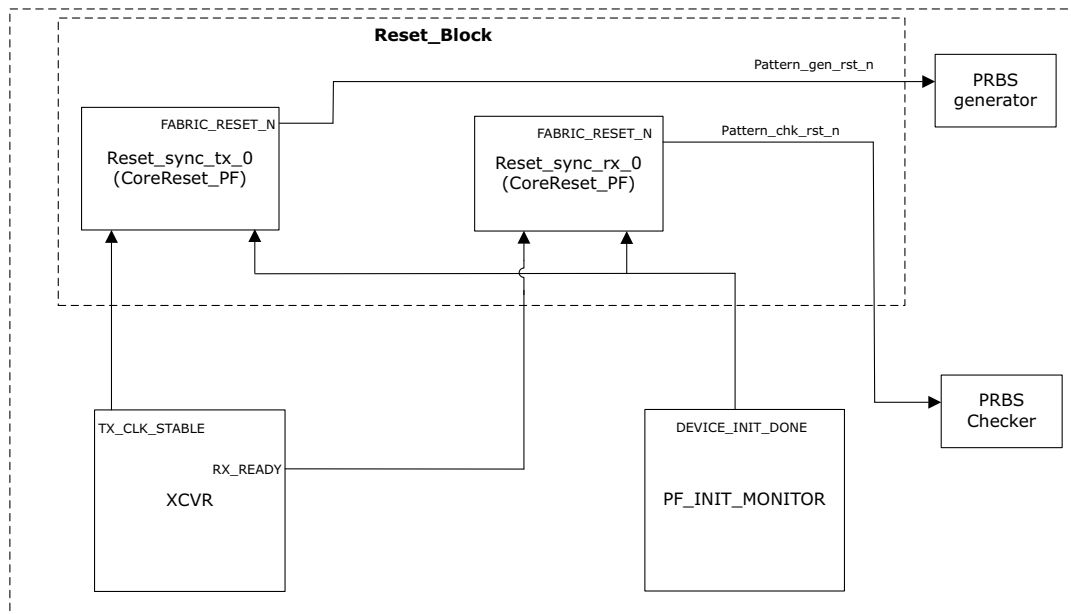 Reset_Block
Pattern_gen_rst_n
PRBS
generator
FABRIC_RESET_N
Reset_sync_tx_0
(CoreReset_PF)
FABRIC_RESET_N
Reset_sync_rx_0
(CoreReset_PF)
Pattern_chk_rst_n
PRBS
Checker
TX_CLK_STABLE
RX_READY
XCVR
DEVICE_INIT_DONE
PF_INIT_MONITOR